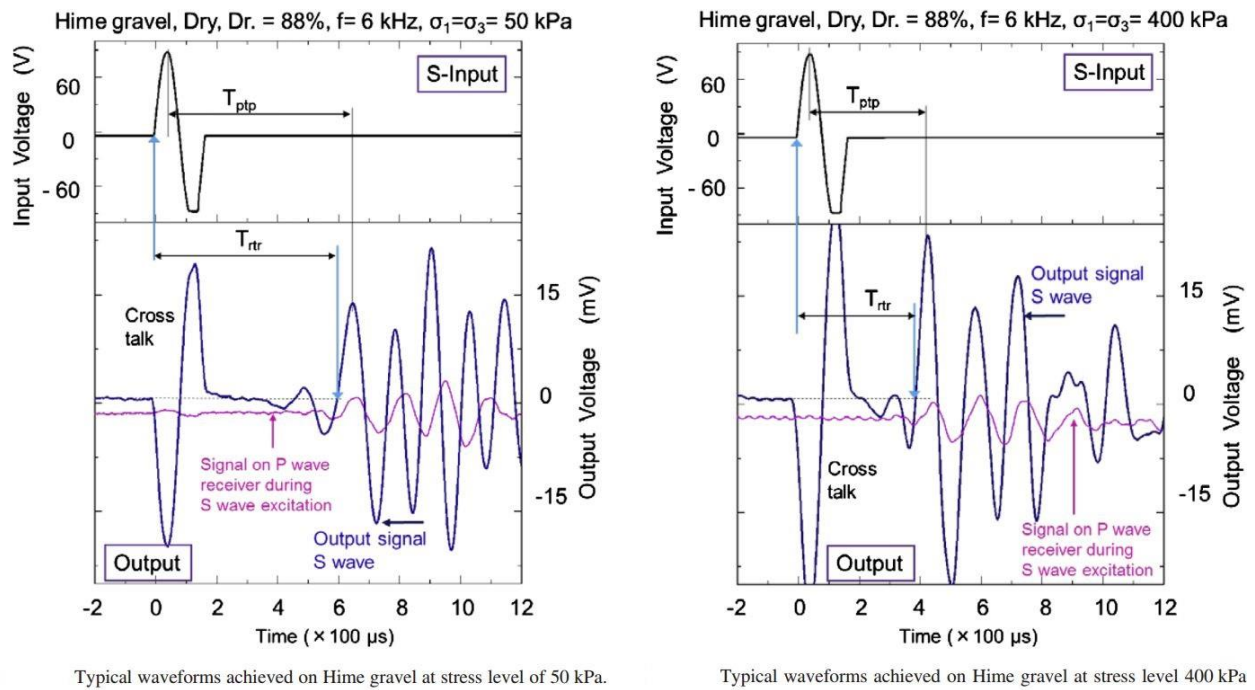 Hime gravel, Dry, Dr. = 88%, f= 6 kHz, σ₁=σ₃= 50 kPa
Input Voltage (V)
60
0
- 60
S-Input
Tptp
Trtr
Cross
talk
Signal on P wave
receiver during
S wave excitation
Output signal
S wave
Output
15
0
-15
Output Voltage (mV)
-2 0 2 4 6 8 10 12
Time (×100 µs)
Typical waveforms achieved on Hime gravel at stress level of 50 kPa.
Hime gravel, Dry, Dr. = 88%, f= 6 kHz, σ₁=σ₃= 400 kPa
Input Voltage (V)
60
0
- 60
S-Input
Tptp
Output signal
S wave
Trtr
Cross
talk
Signal on P wave
receiver during
S wave excitation
Output
15
0
-15
Output Voltage (mV)
-2 0 2 4 6 8 10 12
Time (×100 µs)
Typical waveforms achieved on Hime gravel at stress level 400 kPa